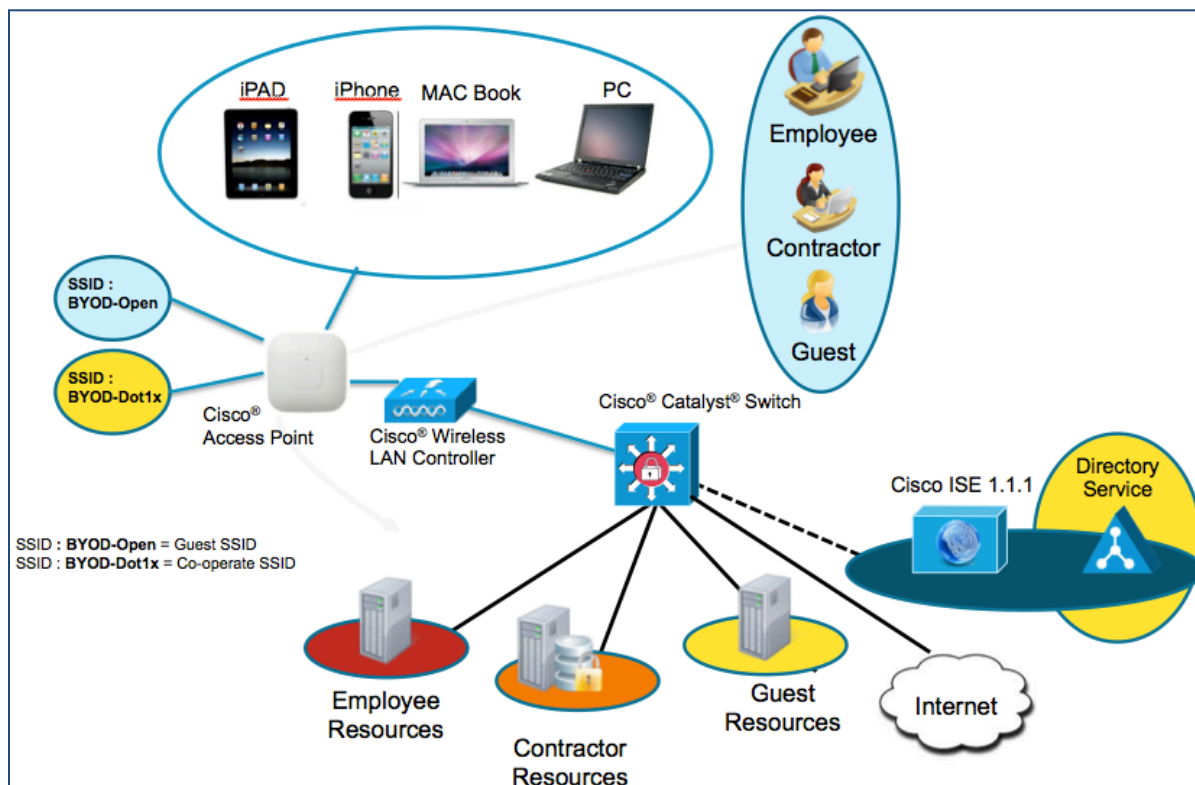 iPAD
iPhone
MAC Book
PC
Employee
Contractor
Guest
SSID :
BYOD-Open
SSID :
BYOD-Dot1x
Cisco®
Access Point
Cisco® Wireless
LAN Controller
Cisco® Catalyst® Switch
Cisco ISE 1.1.1
Directory
Service
SSID : BYOD-Open = Guest SSID
SSID : BYOD-Dot1x = Co-operate SSID
Employee
Resources
Contractor
Resources
Guest
Resources
Internet